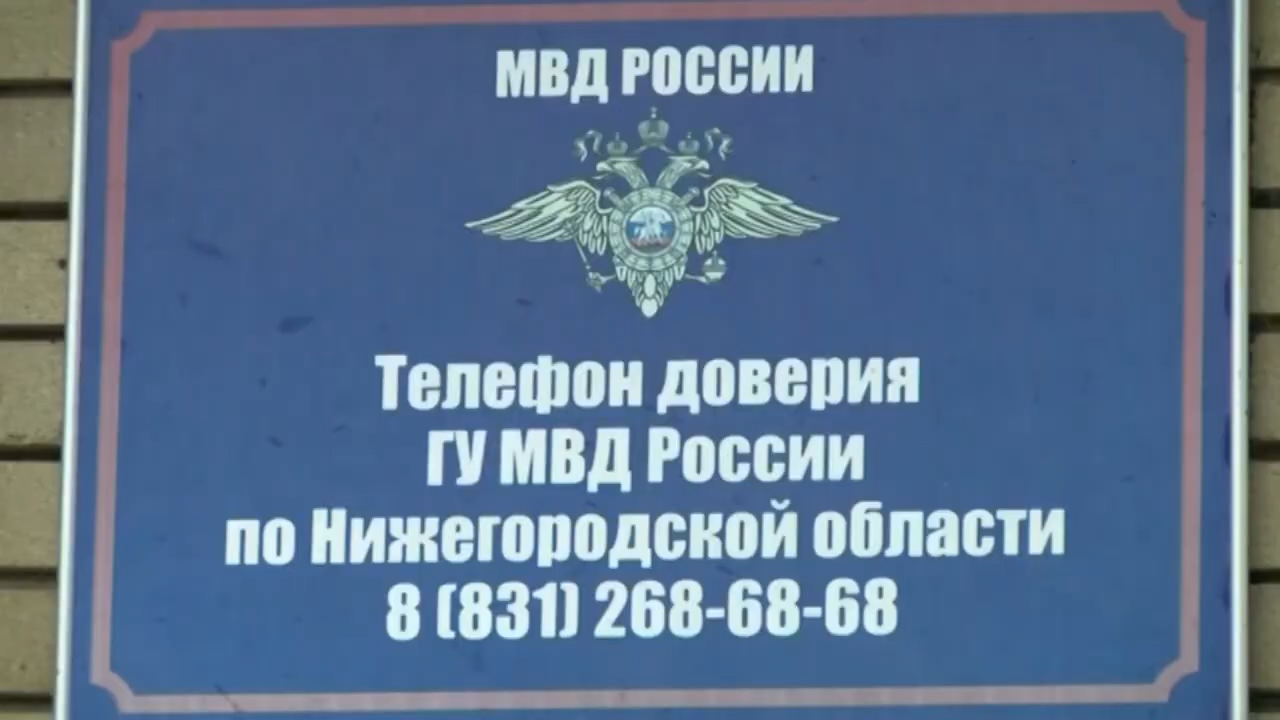 МВД РОССИИ
Телефон доверия
ГУ МВД России
по Нижегородской области
8 (831) 268-68-68